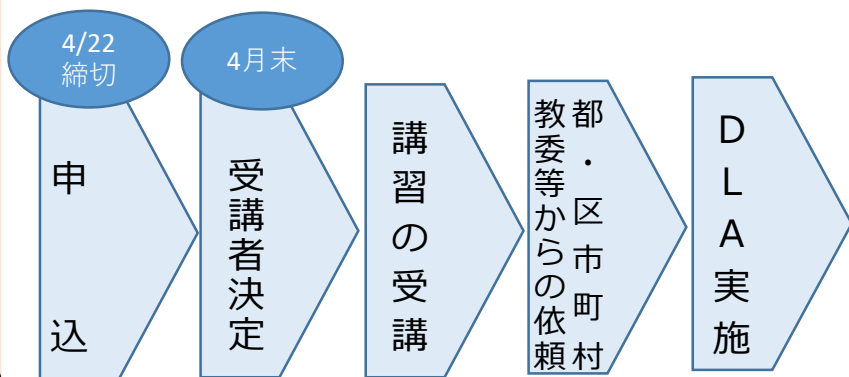 4/22
締切
4月末
申込
受講者決定
講習の受講
都・区市町村
教委等からの依頼
DLA実施